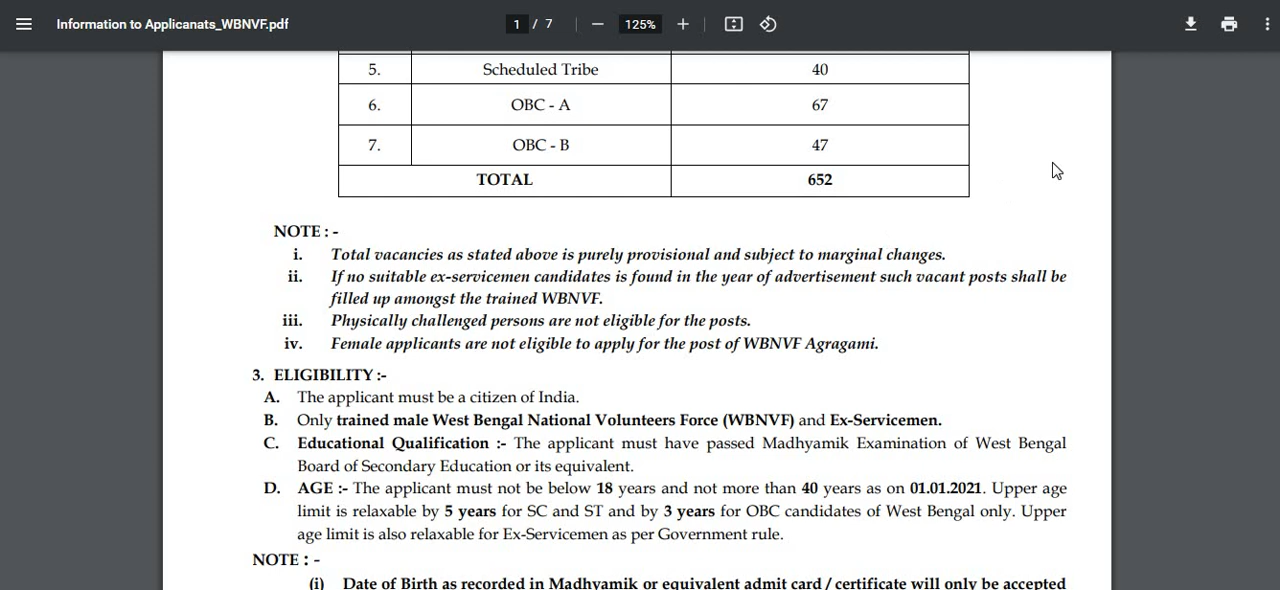 Information to Applicanats_WBNVF.pdf 1 / 7 125%
5. Scheduled Tribe 40
6. OBC - A 67
7. OBC - B 47
TOTAL 652
NOTE : -
i. Total vacancies as stated above is purely provisional and subject to marginal changes.
ii. If no suitable ex-servicemen candidates is found in the year of advertisement such vacant posts shall be
filled up amongst the trained WBNVF.
iii. Physically challenged persons are not eligible for the posts.
iv. Female applicants are not eligible to apply for the post of WBNVF Agragami.
3. ELIGIBILITY :-
A. The applicant must be a citizen of India.
B. Only trained male West Bengal National Volunteers Force (WBNVF) and Ex-Servicemen.
C. Educational Qualification :- The applicant must have passed Madhyamik Examination of West Bengal
Board of Secondary Education or its equivalent.
D. AGE :- The applicant must not be below 18 years and not more than 40 years as on 01.01.2021. Upper age
limit is relaxable by 5 years for SC and ST and by 3 years for OBC candidates of West Bengal only. Upper
age limit is also relaxable for Ex-Servicemen as per Government rule.
NOTE : -
(i) Date of Birth as recorded in Madhyamik or equivalent admit card / certificate will only be accepted